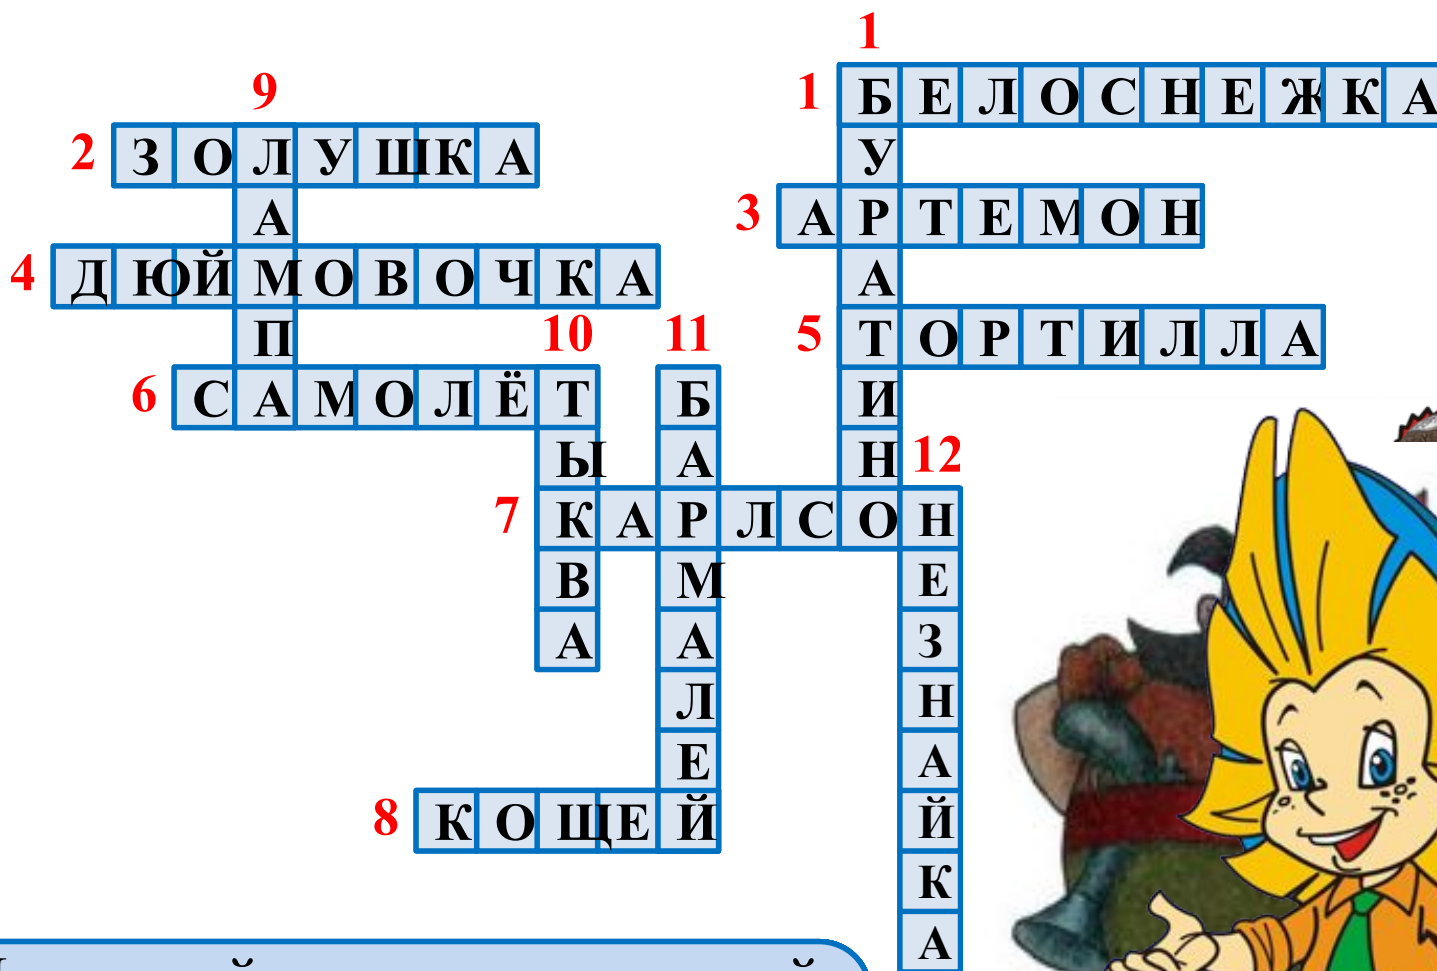 1
1 БЕЛОСНЕЖКА
9
2 ЗОЛУШКА
У
А
3 АРТЕМОН
4 ДЮЙМОВОЧКА
А
П
10
11
5 ТОРТИЛЛА
6 САМОЛЁТ
Б
И
Ы
А
Н
12
7 КАРЛСОН
В
М
Е
А
А
З
Л
Н
Е
А
8 КОЩЕЙ
Й
К
А